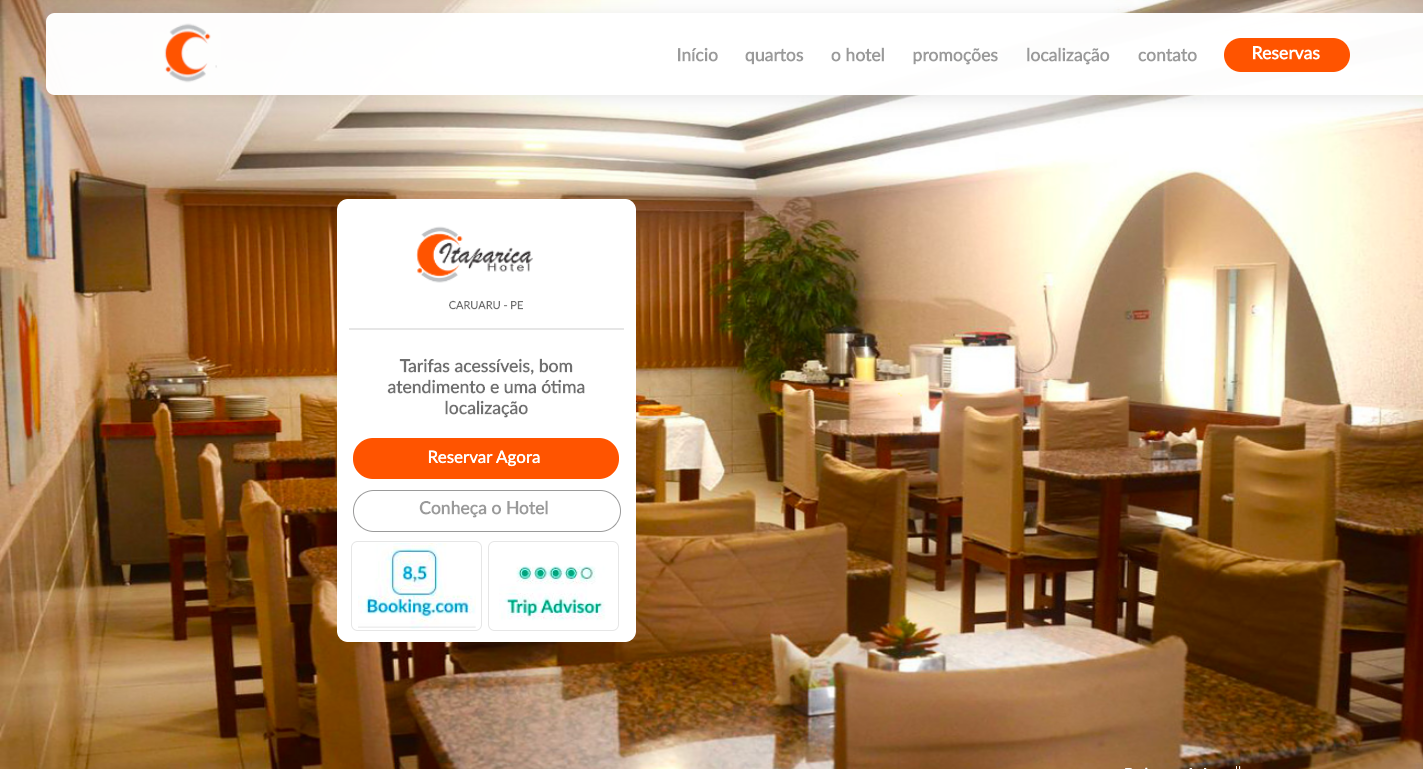 Início quartos o hotel promoções localização contato Reservas
Itaparica
Hotel
CARUARU - PE
Tarifas acessíveis, bom
atendimento e uma ótima
localização
Reservar Agora
Conheça o Hotel
8,5
Booking.com
Trip Advisor